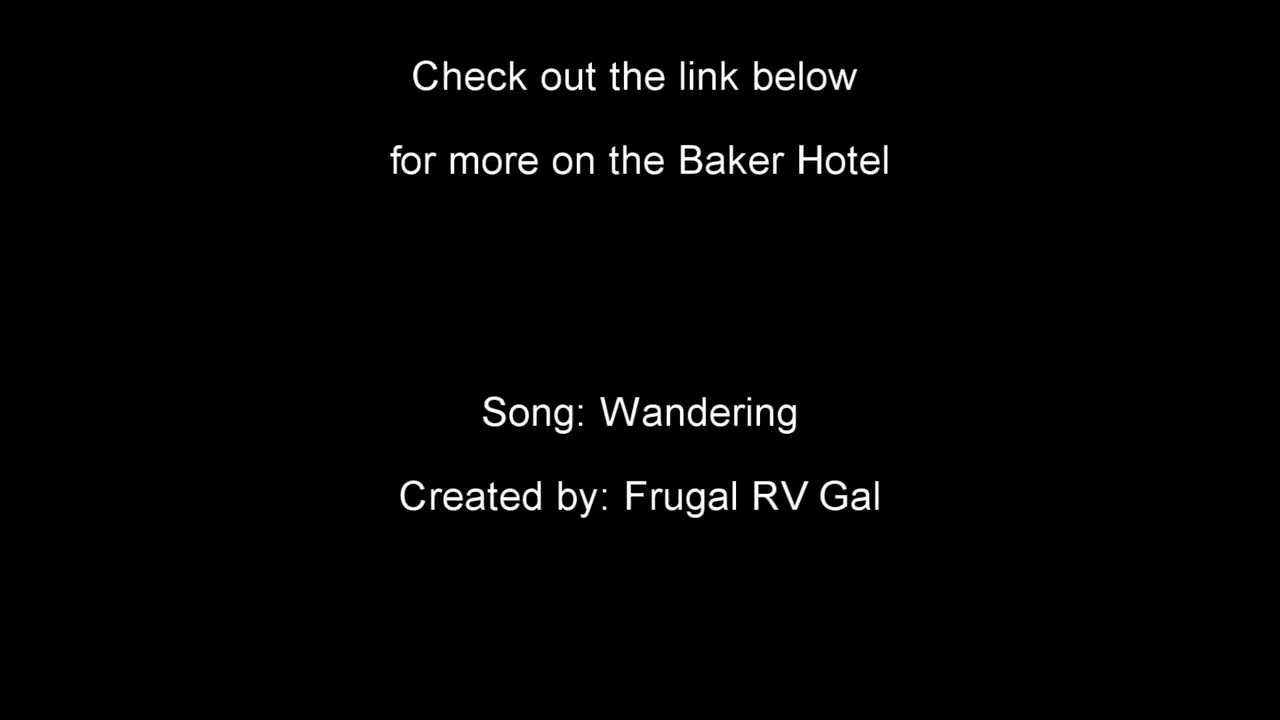 Check out the link below
for more on the Baker Hotel
Song: Wandering
Created by: Frugal RV Gal